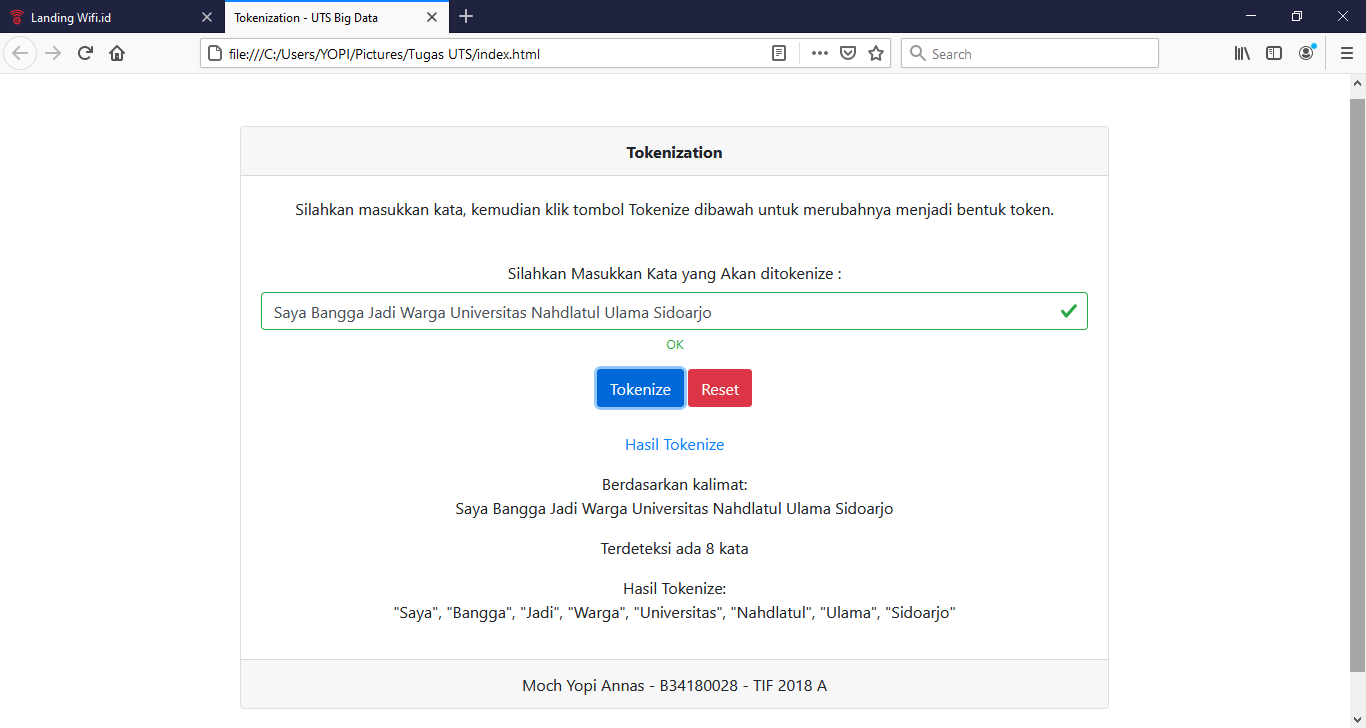 Landing Wifi.id
Tokenization - UTS Big Data
file:///C:/Users/YOPI/Pictures/Tugas UTS/index.html
Search
Tokenization
Silahkan masukkan kata, kemudian klik tombol Tokenize dibawah untuk merubahnya menjadi bentuk token.
Silahkan Masukkan Kata yang Akan ditokenize :
Saya Bangga Jadi Warga Universitas Nahdlatul Ulama Sidoarjo
OK
Tokenize Reset
Hasil Tokenize
Berdasarkan kalimat:
Saya Bangga Jadi Warga Universitas Nahdlatul Ulama Sidoarjo
Terdeteksi ada 8 kata
Hasil Tokenize:
"Saya", "Bangga", "Jadi", "Warga", "Universitas", "Nahdlatul", "Ulama", "Sidoarjo"
Moch Yopi Annas - B34180028 - TIF 2018 A